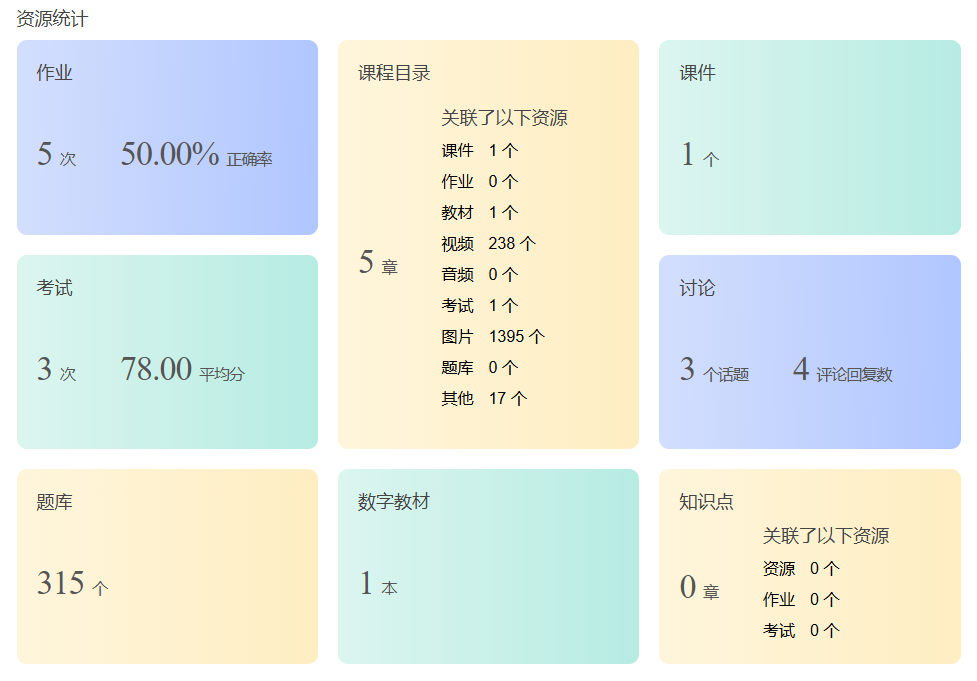 资源统计
作业
5 次 50.00% 正确率
课程目录
5 章
关联了以下资源
课件 1 个
作业 0 个
教材 1 个
视频 238 个
音频 0 个
考试 1 个
图片 1395 个
题库 0 个
其他 17 个
课件
1 个
考试
3 次 78.00 平均分
讨论
3 个话题 4 评论回复数
题库
315 个
数字教材
1 本
知识点
0 章
关联了以下资源
资源 0 个
作业 0 个
考试 0 个